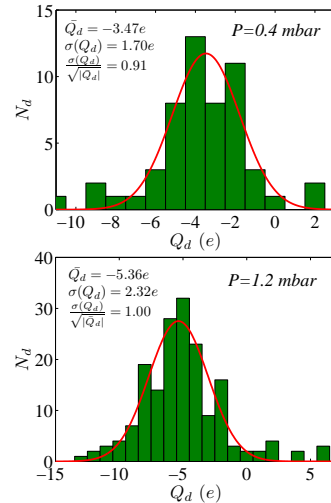 Q̄_d = −3.47e
σ(Q_d) = 1.70e
σ(Q_d)/√|Q_d| = 0.91
P=0.4 mbar
15
10
5
0
N_d
−10 −8 −6 −4 −2 0 2
Q_d (e)
Q̄_d = −5.36e
σ(Q_d) = 2.32e
σ(Q_d)/√|Q̄_d| = 1.00
P=1.2 mbar
40
30
20
10
0
N_d
−15 −10 −5 0 5
Q_d (e)